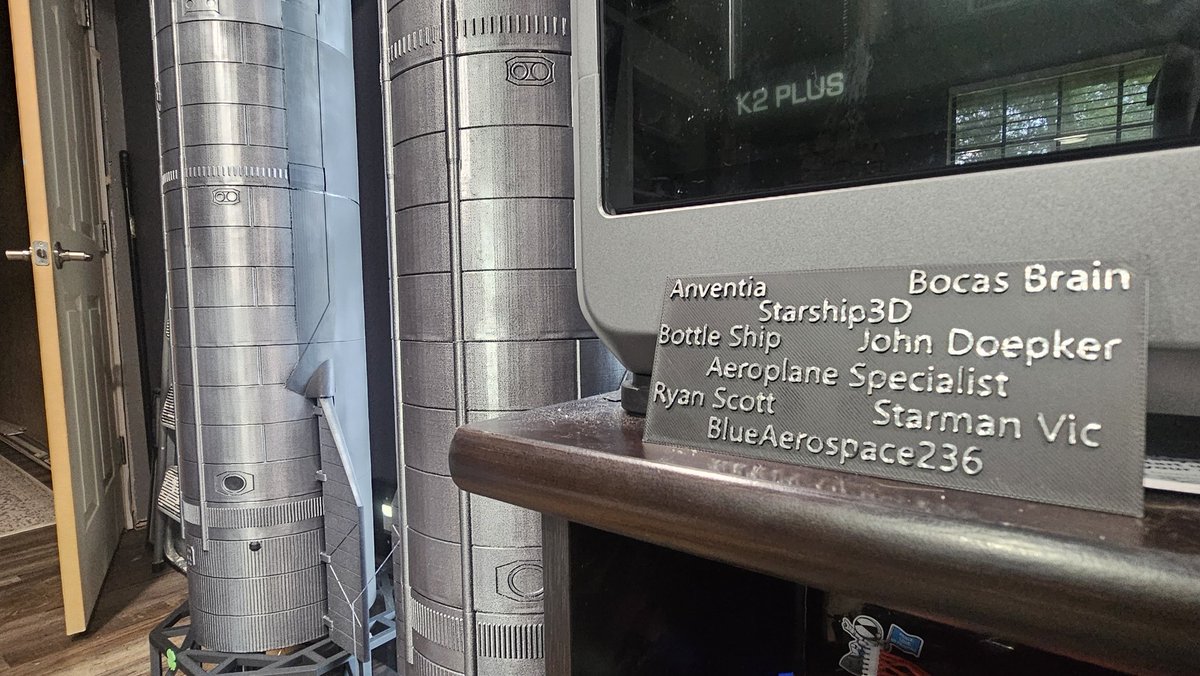 K2 PLUS
Anventia Bocas Brain
Starship3D
Bottle Ship John Doepker
Aeroplane Specialist
Ryan Scott Starman Vic
BlueAerospace236